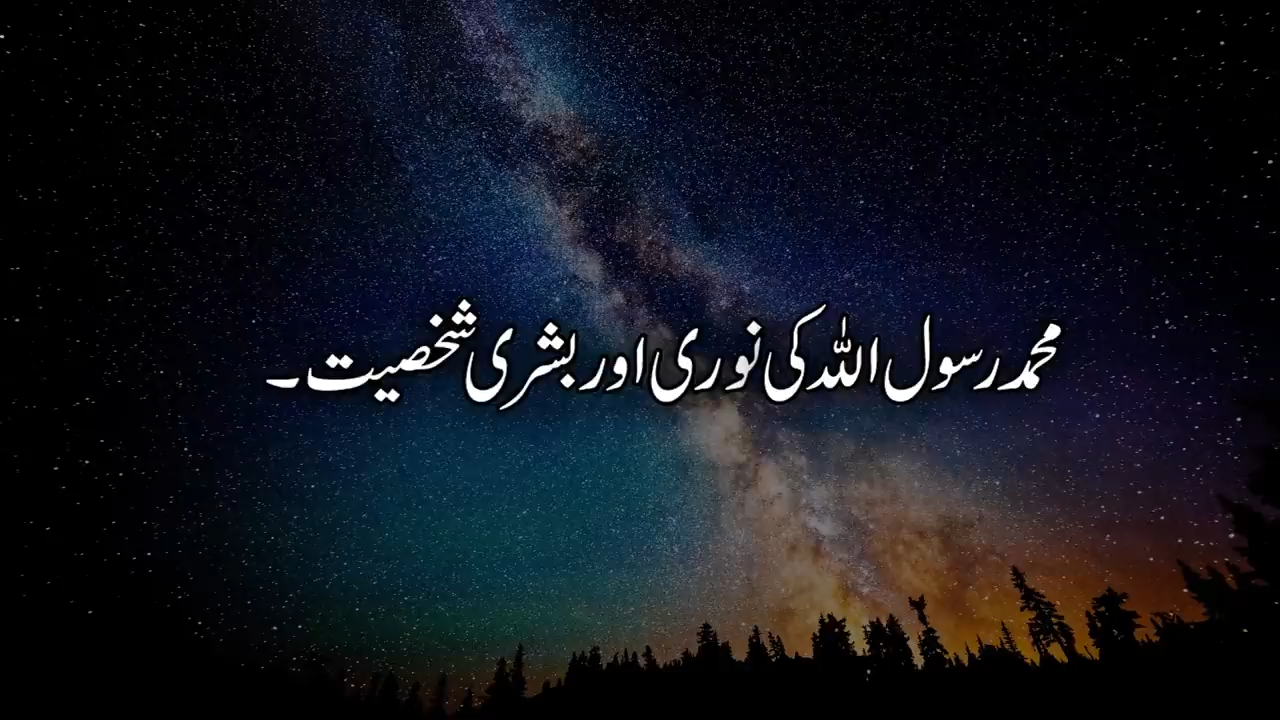 محمد رسول اللہ کی نوری اور بشری شخصیت ۔